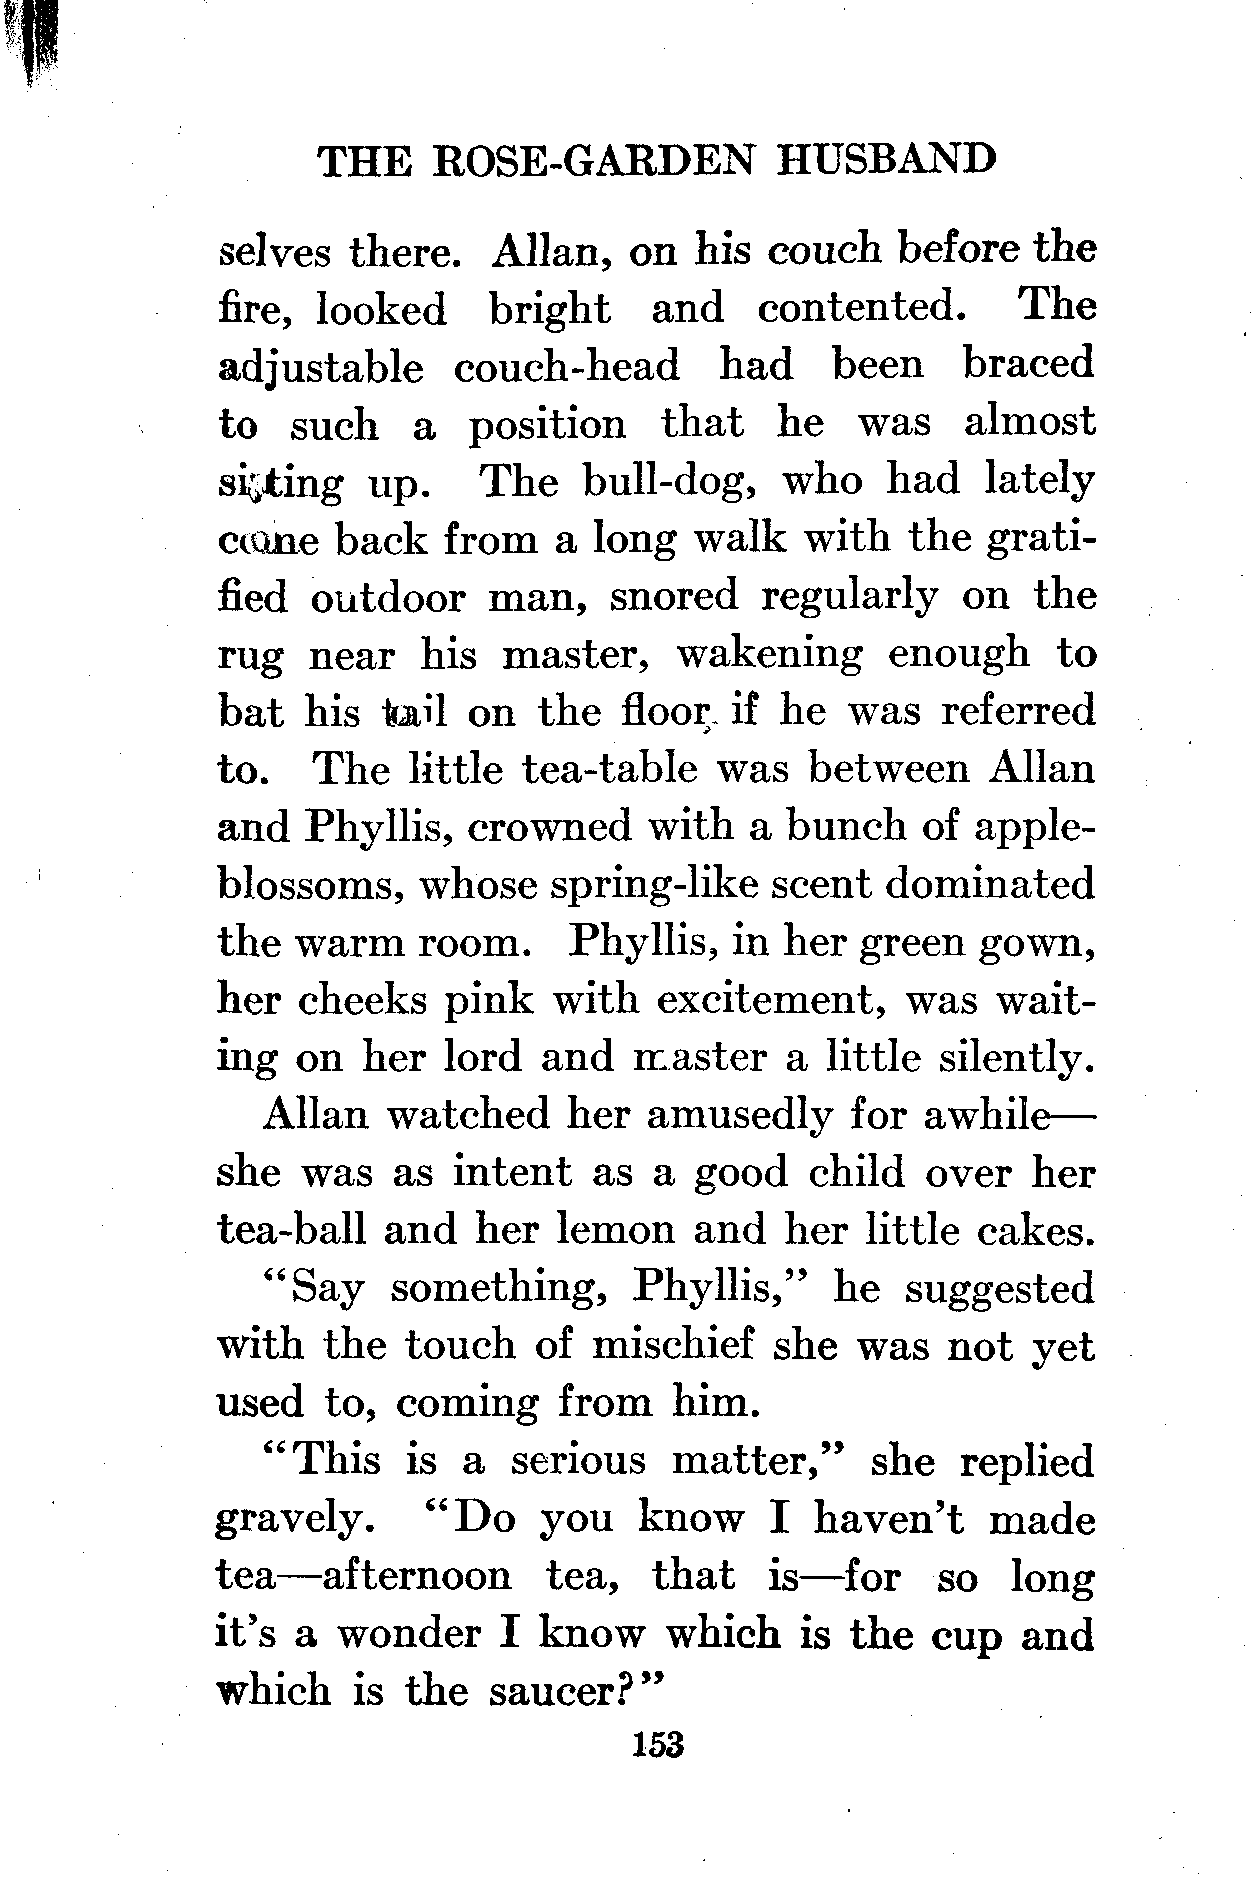 THE ROSE-GARDEN HUSBAND
selves there. Allan, on his couch before the
fire, looked bright and contented. The
adjustable couch-head had been braced
to such a position that he was almost
sitting up. The bull-dog, who had lately
come back from a long walk with the grati-
fied outdoor man, snored regularly on the
rug near his master, wakening enough to
bat his tail on the floor, if he was referred
to. The little tea-table was between Allan
and Phyllis, crowned with a bunch of apple-
blossoms, whose spring-like scent dominated
the warm room. Phyllis, in her green gown,
her cheeks pink with excitement, was wait-
ing on her lord and master a little silently.
Allan watched her amusedly for awhile—
she was as intent as a good child over her
tea-ball and her lemon and her little cakes.
“Say something, Phyllis,” he suggested
with the touch of mischief she was not yet
used to, coming from him.
“This is a serious matter,” she replied
gravely. “Do you know I haven’t made
tea—afternoon tea, that is—for so long
it’s a wonder I know which is the cup and
which is the saucer?”
153